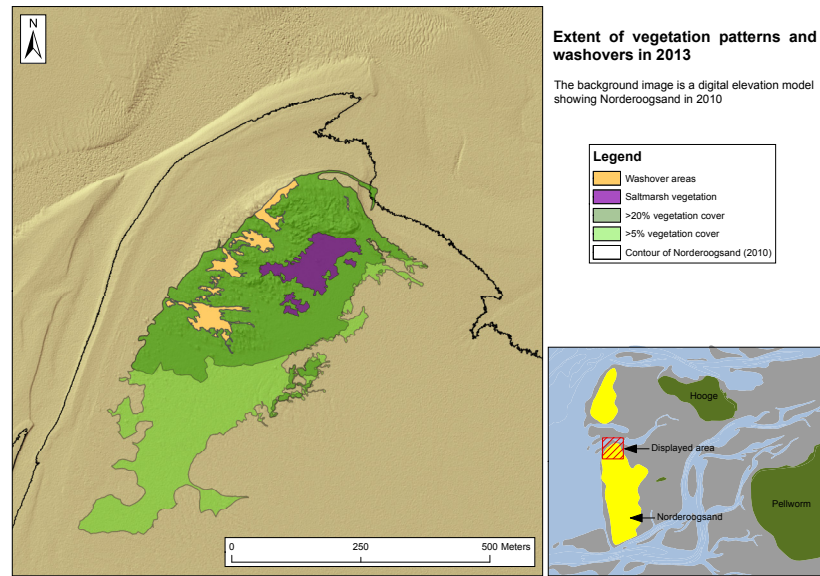 N
Extent of vegetation patterns and
washovers in 2013
The background image is a digital elevation model
showing Norderoogsand in 2010
Legend
Washover areas
Saltmarsh vegetation
>20% vegetation cover
>5% vegetation cover
Contour of Norderoogsand (2010)
0 250 500 Meters
Hooge
Displayed area
Pellworm
Norderoogsand